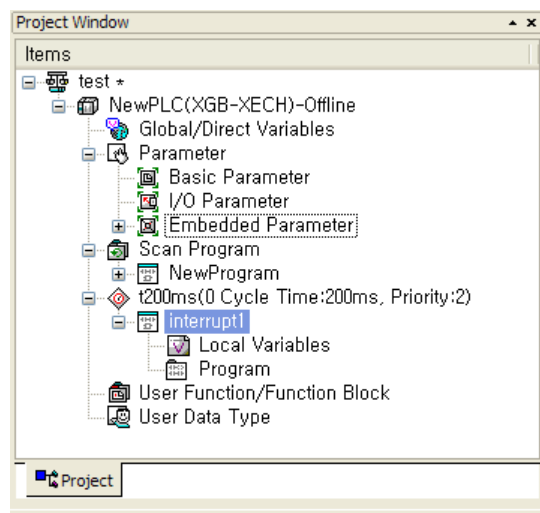 Project Window
Items
test *
NewPLC(XGB-XECH)-Offline
Global/Direct Variables
Parameter
Basic Parameter
I/O Parameter
Embedded Parameter
Scan Program
NewProgram
t200ms(0 Cycle Time:200ms, Priority:2)
interrupt1
Local Variables
Program
User Function/Function Block
User Data Type
Project